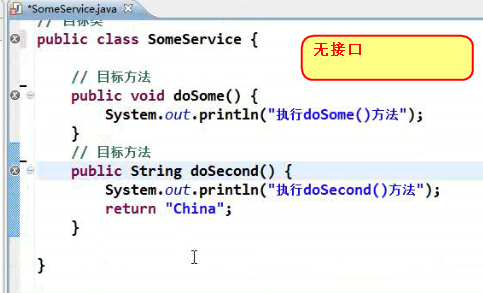 *SomeService.java
// 目标类
public class SomeService {
无接口
// 目标方法
public void doSome() {
System.out.println("执行doSome()方法");
}
// 目标方法
public String doSecond() {
System.out.println("执行doSecond()方法");
return "China";
}
}